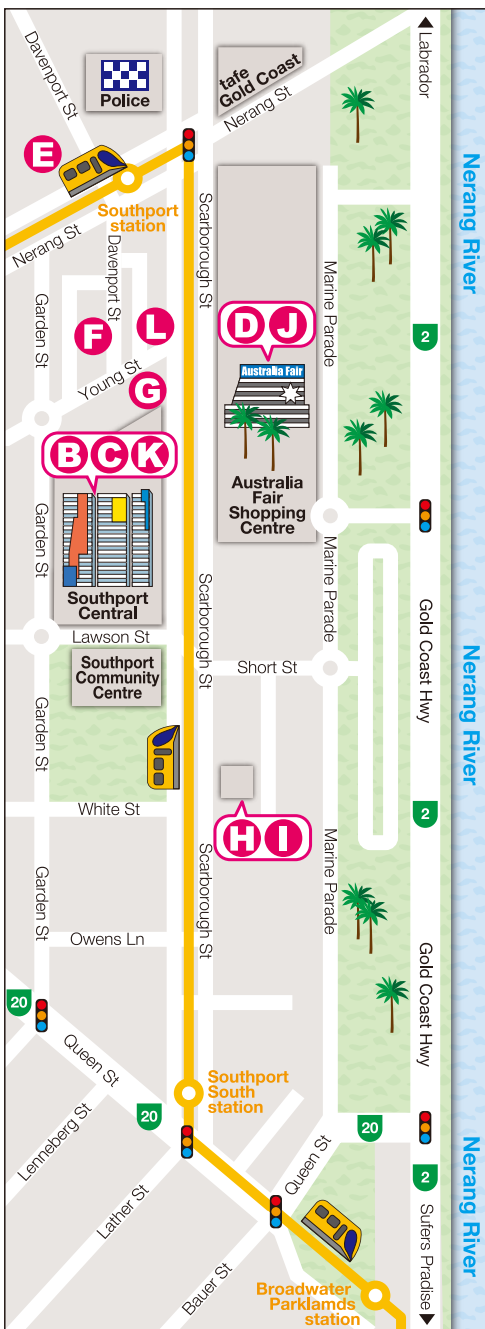 Labrador
Davenport St
Police
tafe
Gold Coast
Nerang St
E
Southport
station
Nerang St
Davenport St
Scarborough St
Marine Parade
Nerang River
Garden St
F
L
D J
2
Young St
G
Australia Fair
B C K
Australia
Fair
Shopping
Centre
Garden St
Southport
Central
Scarborough St
Marine Parade
Gold Coast Hwy
Nerang River
Lawson St
Short St
Southport
Community
Centre
Garden St
White St
H I
2
Garden St
Scarborough St
Marine Parade
Owens Ln
Gold Coast Hwy
20
Queen St
Southport
South
station
20
Lenneberg St
Lather St
Queen St
20
2
Nerang River
Bauer St
Sufers Pradise
Broadwater
Parklands
station